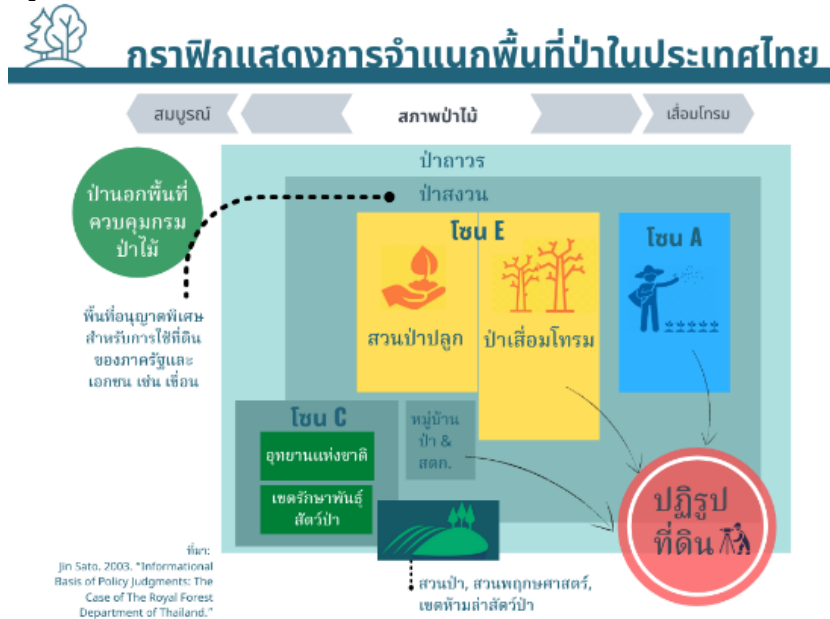 กราฟิกแสดงการจำแนกพื้นที่ป่าในประเทศไทย
สมบูรณ์
สภาพป่าไม้
เสื่อมโทรม
ป่าถาวร
ป่าสงวน
ป่านอกพื้นที่
ควบคุมกรม
ป่าไม้
โซน E
โซน A
สวนป่าปลูก
ป่าเสื่อมโทรม
พื้นที่อนุญาตพิเศษ
สำหรับการใช้ที่ดิน
ของภาครัฐและ
เอกชน เช่น เขื่อน
โซน C
อุทยานแห่งชาติ
เขตรักษาพันธุ์
สัตว์ป่า
หมู่บ้าน
ป่า &
สตก.
ปฏิรูป
ที่ดิน
สวนป่า, สวนพฤกษศาสตร์,
เขตห้ามล่าสัตว์ป่า
ที่มา:
Jin Sato, 2003. "Informational
Basis of Policy Judgments: The
Case of The Royal Forest
Department of Thailand."